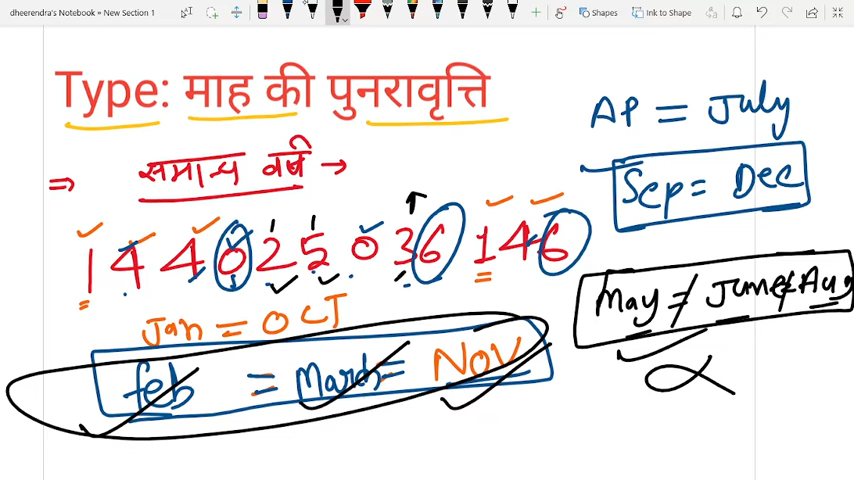 dheerendra's Notebook » New Section 1
Shapes
Ink to Shape
Type: माह की पुनरावृत्ति
⇒ समान्य वर्ष →
1 4 4 0 2 5 0 3 6 1 4 6
Jan = OCT
feb = March = Nov
AP = July
Sep = Dec
May ≠ June ≠ Aug